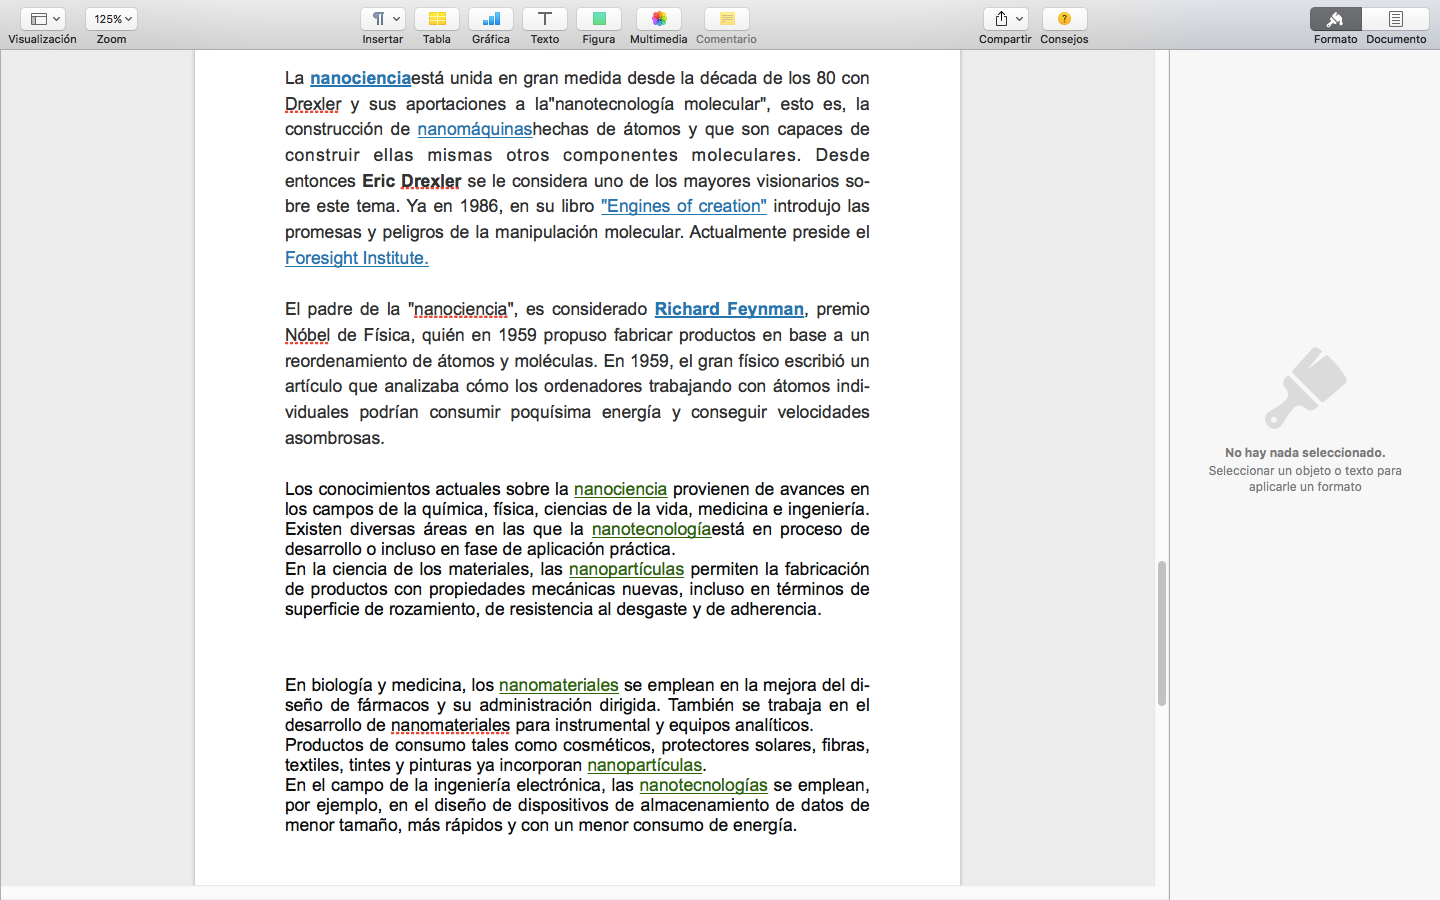 125%
Visualización Zoom Insertar Tabla Gráfica Texto Figura Multimedia Comentario Compartir Consejos Formato Documento
La nanocienciaestá unida en gran medida desde la década de los 80 con
Drexler y sus aportaciones a la"nanotecnología molecular", esto es, la
construcción de nanomáquinashechas de átomos y que son capaces de
construir ellas mismas otros componentes moleculares. Desde
entonces Eric Drexler se le considera uno de los mayores visionarios so-
bre este tema. Ya en 1986, en su libro "Engines of creation" introdujo las
promesas y peligros de la manipulación molecular. Actualmente preside el
Foresight Institute.
El padre de la "nanociencia", es considerado Richard Feynman, premio
Nóbel de Física, quién en 1959 propuso fabricar productos en base a un
reordenamiento de átomos y moléculas. En 1959, el gran físico escribió un
artículo que analizaba cómo los ordenadores trabajando con átomos indi-
viduales podrían consumir poquísima energía y conseguir velocidades
asombrosas.
Los conocimientos actuales sobre la nanociencia provienen de avances en
los campos de la química, física, ciencias de la vida, medicina e ingeniería.
Existen diversas áreas en las que la nanotecnologíaestá en proceso de
desarrollo o incluso en fase de aplicación práctica.
En la ciencia de los materiales, las nanopartículas permiten la fabricación
de productos con propiedades mecánicas nuevas, incluso en términos de
superficie de rozamiento, de resistencia al desgaste y de adherencia.
En biología y medicina, los nanomateriales se emplean en la mejora del di-
seño de fármacos y su administración dirigida. También se trabaja en el
desarrollo de nanomateriales para instrumental y equipos analíticos.
Productos de consumo tales como cosméticos, protectores solares, fibras,
textiles, tintes y pinturas ya incorporan nanopartículas.
En el campo de la ingeniería electrónica, las nanotecnologías se emplean,
por ejemplo, en el diseño de dispositivos de almacenamiento de datos de
menor tamaño, más rápidos y con un menor consumo de energía.
No hay nada seleccionado.
Seleccionar un objeto o texto para
aplicarle un formato